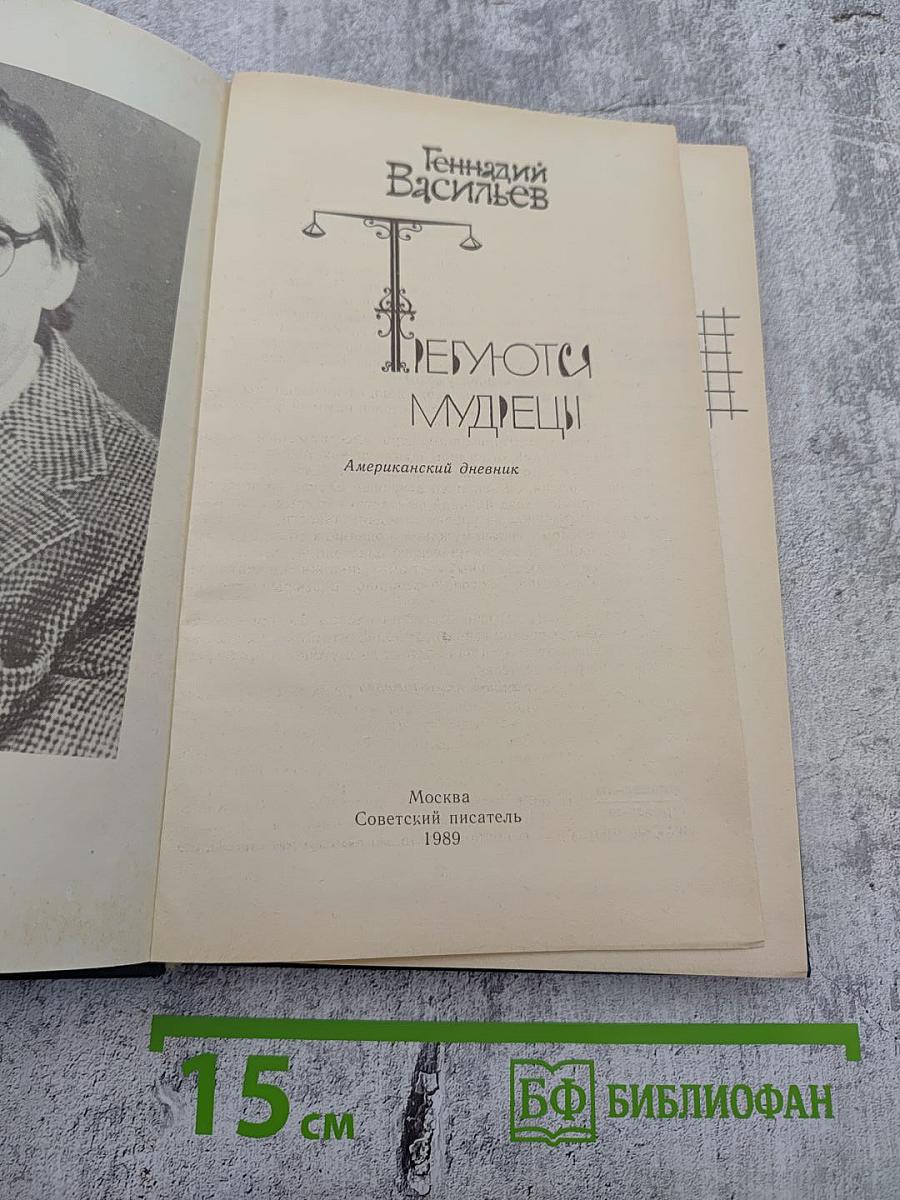 Геннадий
Васильев
Требуются
мудрецы
Американский дневник
Москва
Советский писатель
1989
15 см
БФ БИБЛИОФАН